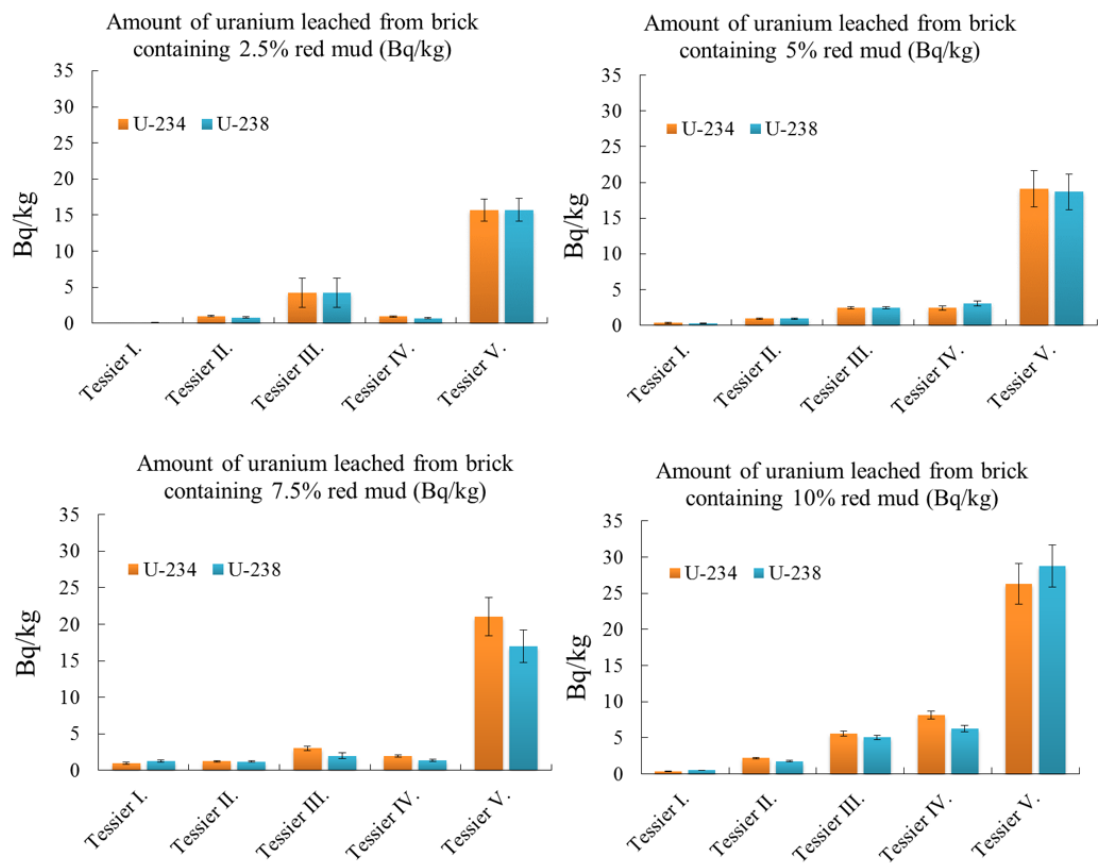 Amount of uranium leached from brick
containing 2.5% red mud (Bq/kg)
35
30
25
20
15
10
5
0
Bq/kg
U-234 U-238
Tessier I.
Tessier II.
Tessier III.
Tessier IV.
Tessier V.
Amount of uranium leached from brick
containing 5% red mud (Bq/kg)
35
30
25
20
15
10
5
0
Bq/kg
U-234 U-238
Tessier I.
Tessier II.
Tessier III.
Tessier IV.
Tessier V.
Amount of uranium leached from brick
containing 7.5% red mud (Bq/kg)
35
30
25
20
15
10
5
0
Bq/kg
U-234 U-238
Tessier I.
Tessier II.
Tessier III.
Tessier IV.
Tessier V.
Amount of uranium leached from brick
containing 10% red mud (Bq/kg)
35
30
25
20
15
10
5
0
Bq/kg
U-234 U-238
Tessier I.
Tessier II.
Tessier III.
Tessier IV.
Tessier V.